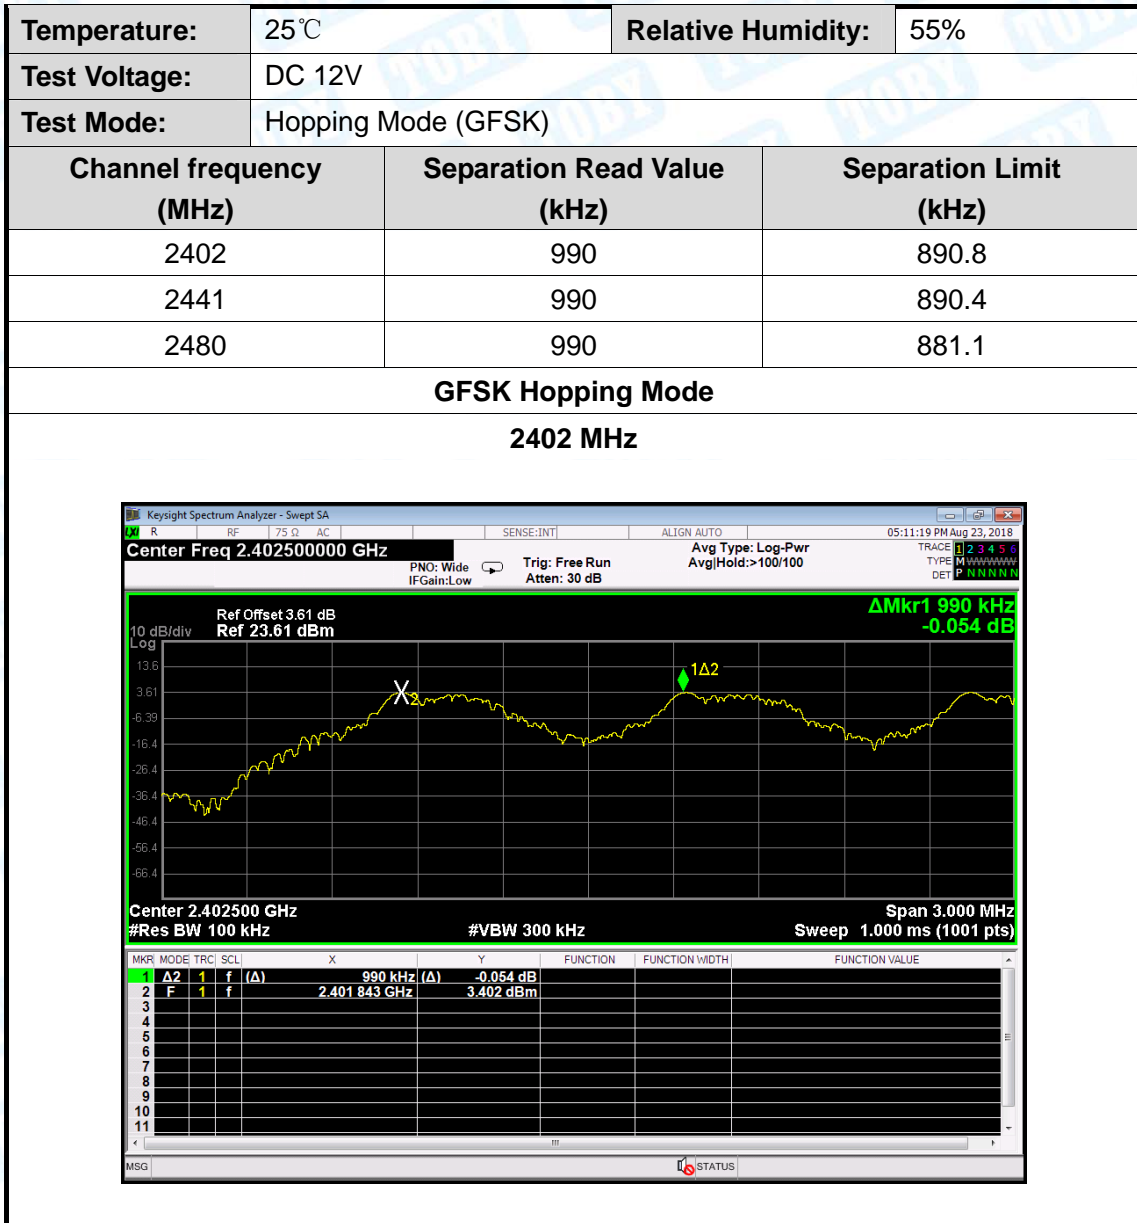 Temperature: 25℃ Relative Humidity: 55%
Test Voltage: DC 12V
Test Mode: Hopping Mode (GFSK)
Channel frequency (MHz) Separation Read Value (kHz) Separation Limit (kHz)
2402 990 890.8
2441 990 890.4
2480 990 881.1
GFSK Hopping Mode
2402 MHz
Keysight Spectrum Analyzer - Swept SA
LXI R RF 75 Ω AC SENSE:INT ALIGN AUTO 05:11:19 PM Aug 23, 2018
Center Freq 2.402500000 GHz Avg Type: Log-Pwr TRACE 1 2 3 4 5 6
PNO: Wide Trig: Free Run Avg|Hold:>100/100 TYPE M WWWWW
IFGain:Low Atten: 30 dB DET P N N N N N
ΔMkr1 990 kHz
Ref Offset 3.61 dB
10 dB/div Ref 23.61 dBm -0.054 dB
Log
13.6
1Δ2
3.61
2
-6.39
-16.4
-26.4
-36.4
-46.4
-56.4
-66.4
Center 2.402500 GHz Span 3.000 MHz
#Res BW 100 kHz #VBW 300 kHz Sweep 1.000 ms (1001 pts)
MKR MODE TRC SCL X Y FUNCTION FUNCTION WIDTH FUNCTION VALUE
1 Δ2 1 f (Δ) 990 kHz (Δ) -0.054 dB
2 F 1 f 2.401 843 GHz 3.402 dBm
3
4
5
6
7
8
9
10
11
MSG STATUS
TOBY